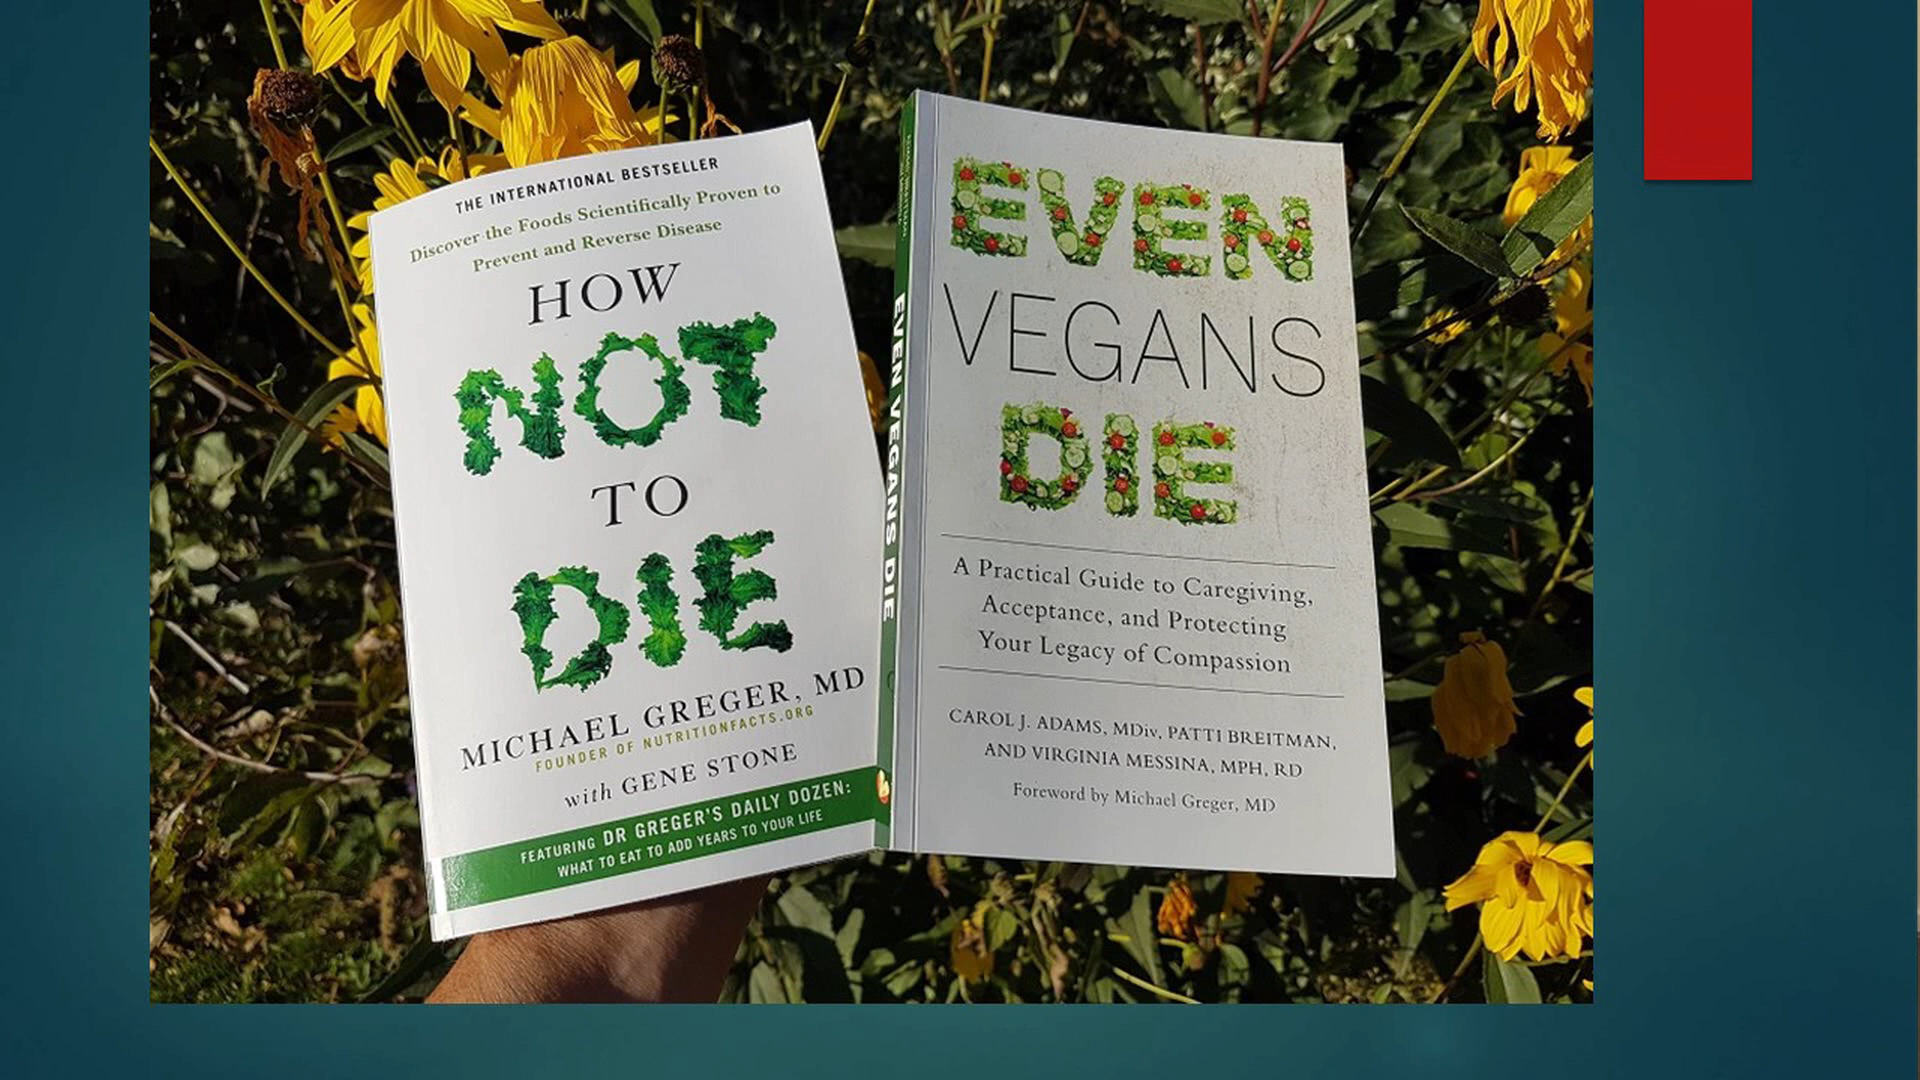 THE INTERNATIONAL BESTSELLER
Discover the Foods Scientifically Proven to
Prevent and Reverse Disease
HOW
NOT
TO
DIE
MICHAEL GREGER, MD
FOUNDER OF NUTRITIONFACTS.ORG
with GENE STONE
FEATURING DR GREGER'S DAILY DOZEN:
WHAT TO EAT TO ADD YEARS TO YOUR LIFE
EVEN VEGANS DIE
EVEN
VEGANS
DIE
A Practical Guide to Caregiving,
Acceptance, and Protecting
Your Legacy of Compassion
CAROL J. ADAMS, MDiv, PATTI BREITMAN,
AND VIRGINIA MESSINA, MPH, RD
Foreword by Michael Greger, MD